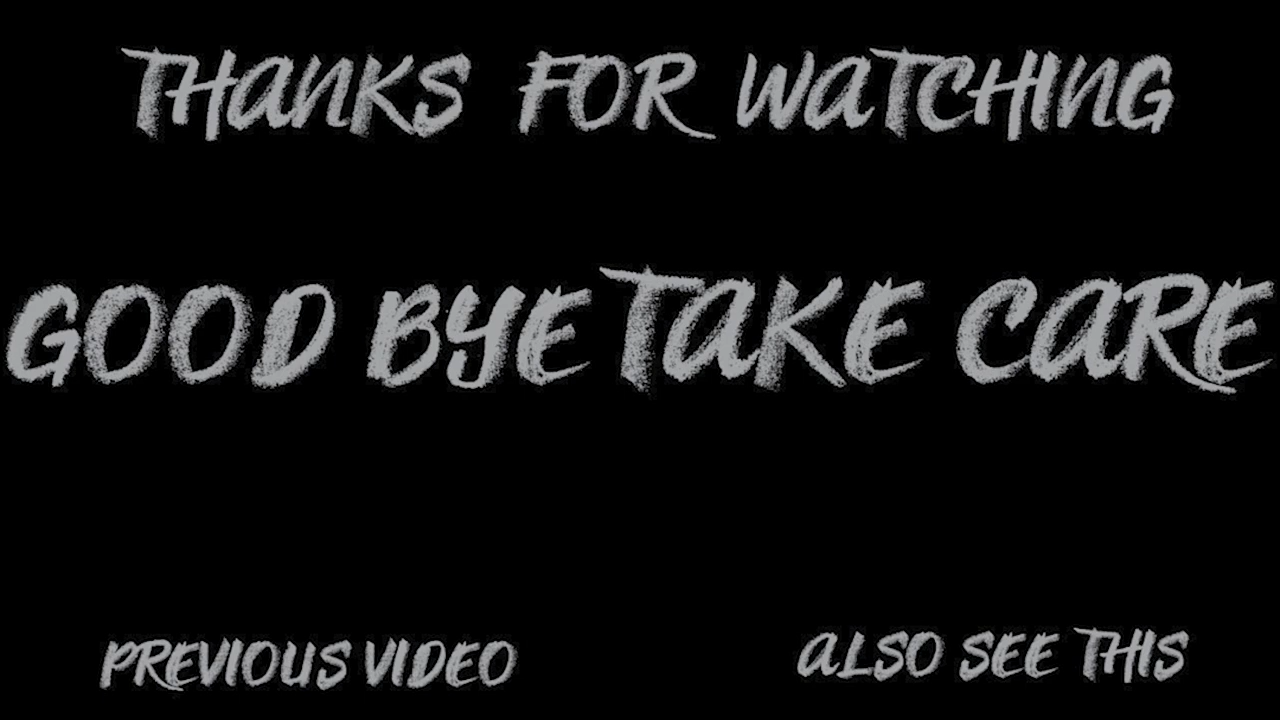 THANKS FOR WATCHING
GOOD BYE TAKE CARE
PREVIOUS VIDEO
ALSO SEE THIS